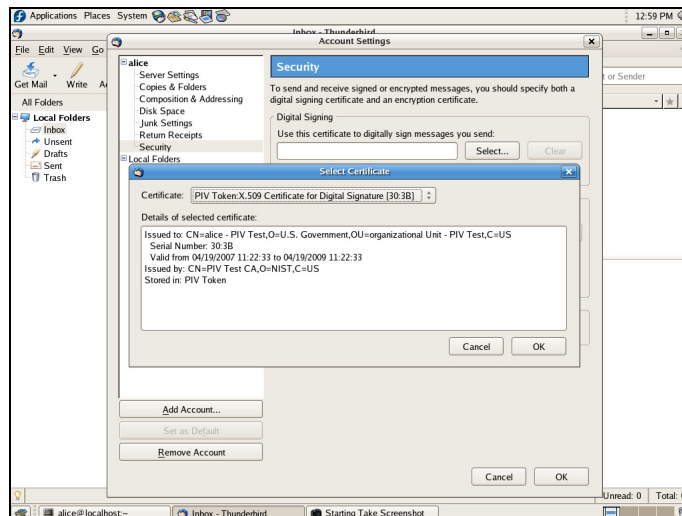 Applications Places System
12:59 PM
Inbox - Thunderbird
Account Settings
File Edit View Go
Get Mail Write
t or Sender
All Folders
Local Folders
Inbox
Unsent
Drafts
Sent
Trash
alice
Server Settings
Copies & Folders
Composition & Addressing
Disk Space
Junk Settings
Return Receipts
Security
Local Folders
Security
To send and receive signed or encrypted messages, you should specify both a
digital signing certificate and an encryption certificate.
Digital Signing
Use this certificate to digitally sign messages you send:
Select... Clear
Select Certificate
Certificate: PIV Token:X.509 Certificate for Digital Signature [30:3B]
Details of selected certificate:
Issued to: CN=alice - PIV Test,O=U.S. Government,OU=organizational Unit - PIV Test,C=US
Serial Number: 30:3B
Valid from 04/19/2007 11:22:33 to 04/19/2009 11:22:33
Issued by: CN=PIV Test CA,O=NIST,C=US
Stored in: PIV Token
Cancel OK
Add Account...
Set as Default
Remove Account
Cancel OK
Unread: 0 Total:
alice@localhost:~ Inbox - Thunderbird Starting Take Screenshot